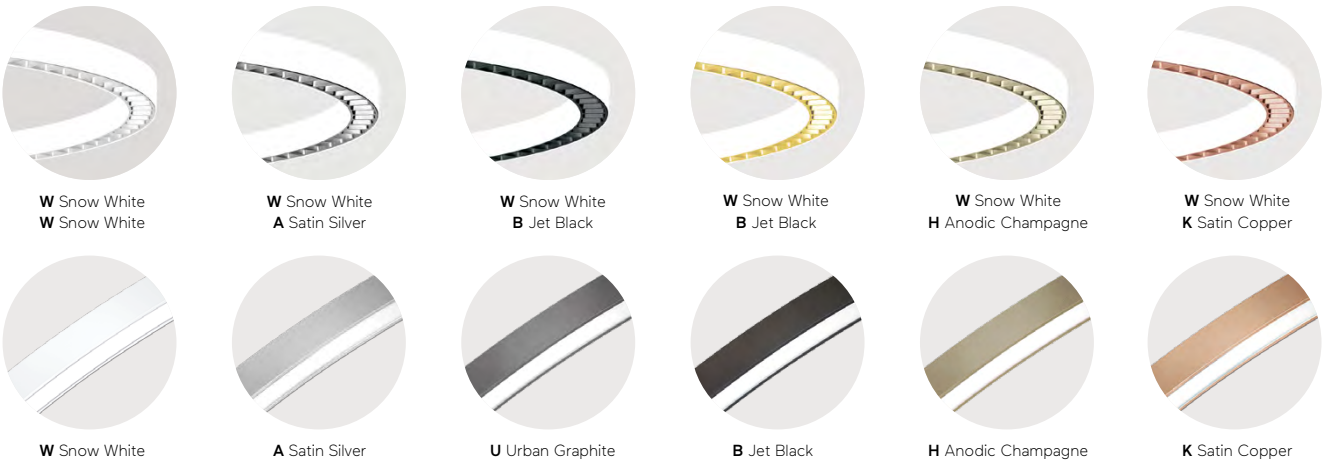 W Snow White
W Snow White
W Snow White
A Satin Silver
W Snow White
B Jet Black
W Snow White
B Jet Black
W Snow White
H Anodic Champagne
W Snow White
K Satin Copper
W Snow White
A Satin Silver
U Urban Graphite
B Jet Black
H Anodic Champagne
K Satin Copper